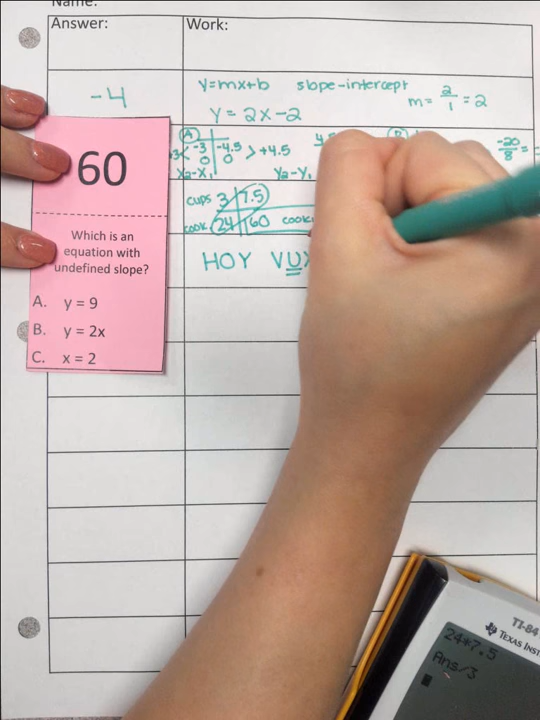 Name:
Answer: Work:
-4
y=mx+b slope-intercept
m = 2/1 = 2
y = 2x-2
A
-3 -4.5
0 0 > +4.5
x₂-x₁ y₂-y₁
-20/8 =
cups 3 7.5
cook 24 60
HOY VUX
60
Which is an
equation with
undefined slope?
A. y = 9
B. y = 2x
C. x = 2
TI-84
TEXAS INST
24*7.5
Ans/3